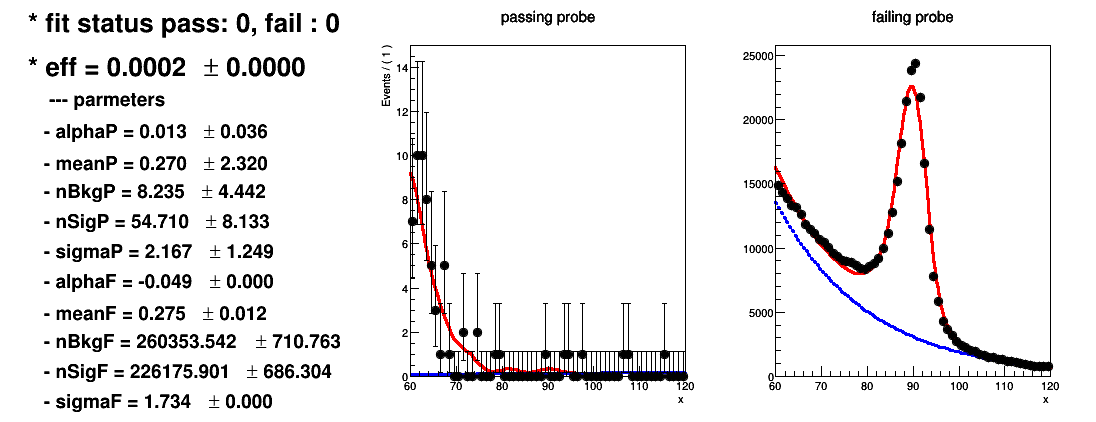 * fit status pass: 0, fail : 0
* eff = 0.0002 ± 0.0000
--- parmeters
- alphaP = 0.013 ± 0.036
- meanP = 0.270 ± 2.320
- nBkgP = 8.235 ± 4.442
- nSigP = 54.710 ± 8.133
- sigmaP = 2.167 ± 1.249
- alphaF = -0.049 ± 0.000
- meanF = 0.275 ± 0.012
- nBkgF = 260353.542 ± 710.763
- nSigF = 226175.901 ± 686.304
- sigmaF = 1.734 ± 0.000
passing probe
Events / ( 1 )
14
12
10
8
6
4
2
0
60 70 80 90 100 110 120
x
failing probe
25000
20000
15000
10000
5000
0
60 70 80 90 100 110 120
x